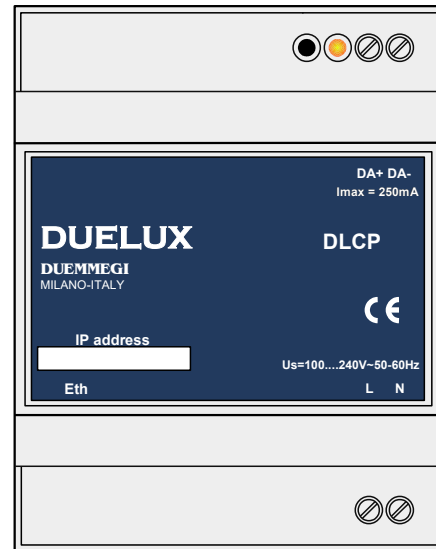 DA+ DA-
Imax = 250mA
DUELUX
DLCP
DUEMMEGI
MILANO-ITALY
CE
IP address
Us=100....240V~50-60Hz
Eth
L N